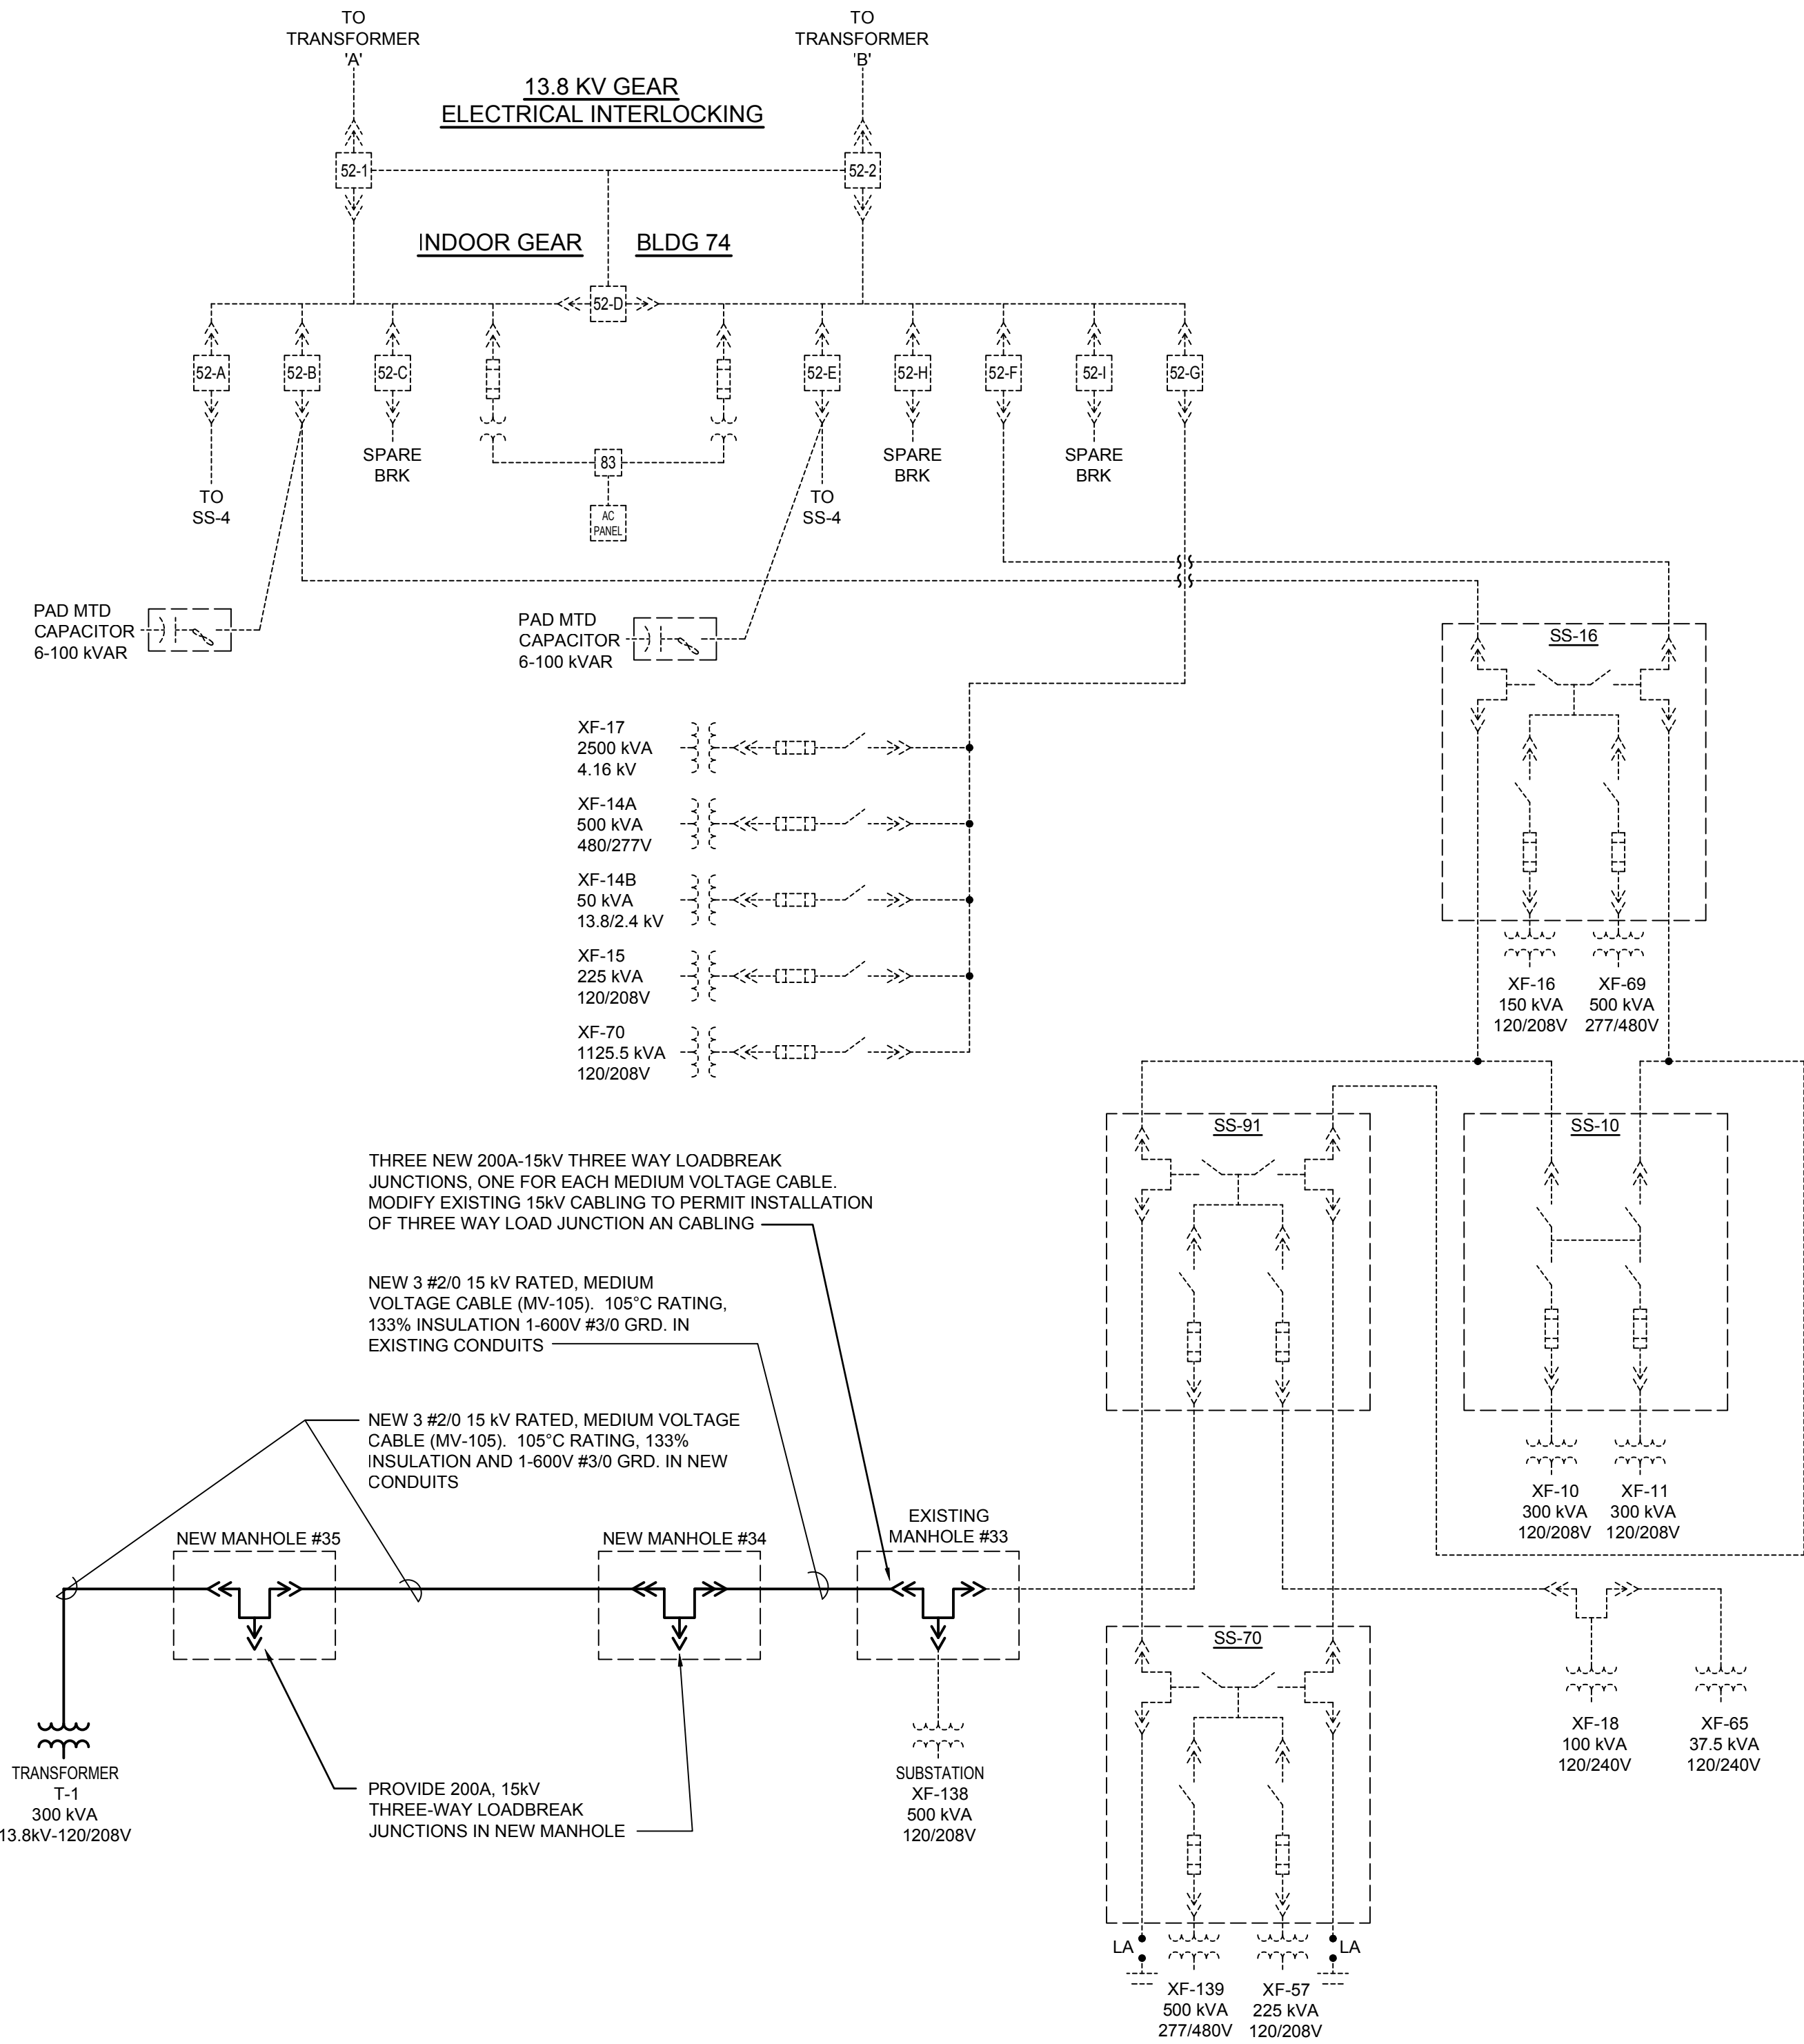 TO
TRANSFORMER
'A'
TO
TRANSFORMER
'B'
13.8 KV GEAR
ELECTRICAL INTERLOCKING
52-1
52-2
INDOOR GEAR
BLDG 74
52-D
52-A
52-B
52-C
52-E
52-H
52-F
52-I
52-G
SPARE
BRK
83
SPARE
BRK
SPARE
BRK
TO
SS-4
AC
PANEL
TO
SS-4
PAD MTD
CAPACITOR
6-100 kVAR
PAD MTD
CAPACITOR
6-100 kVAR
SS-16
XF-17
2500 kVA
4.16 kV
XF-14A
500 kVA
480/277V
XF-14B
50 kVA
13.8/2.4 kV
XF-15
225 kVA
120/208V
XF-70
1125.5 kVA
120/208V
XF-16
150 kVA
120/208V
XF-69
500 kVA
277/480V
SS-91
SS-10
THREE NEW 200A-15kV THREE WAY LOADBREAK
JUNCTIONS, ONE FOR EACH MEDIUM VOLTAGE CABLE.
MODIFY EXISTING 15kV CABLING TO PERMIT INSTALLATION
OF THREE WAY LOAD JUNCTION AN CABLING
NEW 3 #2/0 15 kV RATED, MEDIUM
VOLTAGE CABLE (MV-105). 105°C RATING,
133% INSULATION 1-600V #3/0 GRD. IN
EXISTING CONDUITS
NEW 3 #2/0 15 kV RATED, MEDIUM VOLTAGE
CABLE (MV-105). 105°C RATING, 133%
INSULATION AND 1-600V #3/0 GRD. IN NEW
CONDUITS
XF-10
300 kVA
120/208V
XF-11
300 kVA
120/208V
NEW MANHOLE #35
NEW MANHOLE #34
EXISTING
MANHOLE #33
SS-70
TRANSFORMER
T-1
300 kVA
13.8kV-120/208V
PROVIDE 200A, 15kV
THREE-WAY LOADBREAK
JUNCTIONS IN NEW MANHOLE
SUBSTATION
XF-138
500 kVA
120/208V
XF-18
100 kVA
120/240V
XF-65
37.5 kVA
120/240V
LA
LA
XF-139
500 kVA
277/480V
XF-57
225 kVA
120/208V